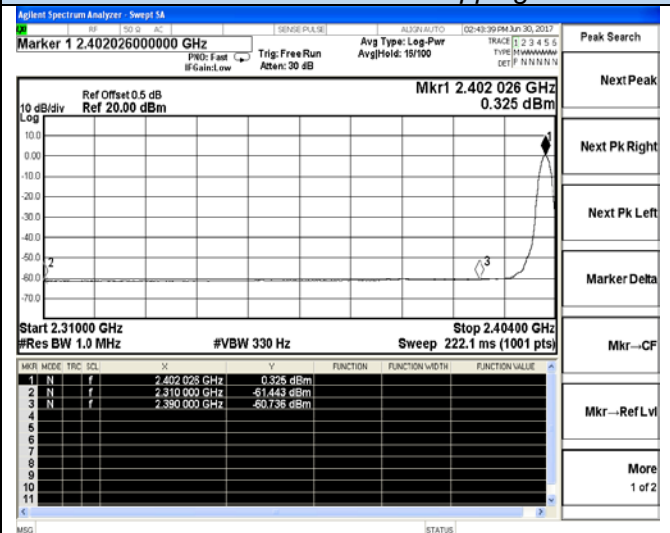 pping
Agilent Spectrum Analyzer - Swept SA
RF 50 Ω AC SENSE:PULSE ALIGN AUTO 02:43:39 PM Jun 30, 2017
Marker 1 2.402026000000 GHz
PNO: Fast Trig: Free Run
IFGain:Low Atten: 30 dB
Avg Type: Log-Pwr
Avg|Hold: 16/100
TRACE 1 2 3 4 5 6
TYPE
DET P N N N N N
Peak Search
Ref Offset 0.5 dB
10 dB/div Ref 20.00 dBm
Log
Mkr1 2.402 026 GHz
0.325 dBm
10.0
0.00
-10.0
-20.0
-30.0
-40.0
-50.0
-60.0
-70.0
1
2
3
Start 2.31000 GHz Stop 2.40400 GHz
#Res BW 1.0 MHz #VBW 330 Hz Sweep 222.1 ms (1001 pts)
MKR MODE TRC SCL X Y FUNCTION FUNCTION WIDTH FUNCTION VALUE
1 N f 2.402 026 GHz 0.325 dBm
2 N f 2.310 000 GHz -61.443 dBm
3 N f 2.390 000 GHz -60.736 dBm
4
5
6
7
8
9
10
11
MSG STATUS
Next Peak
Next Pk Right
Next Pk Left
Marker Delta
Mkr→CF
Mkr→Ref Lvl
More
1 of 2